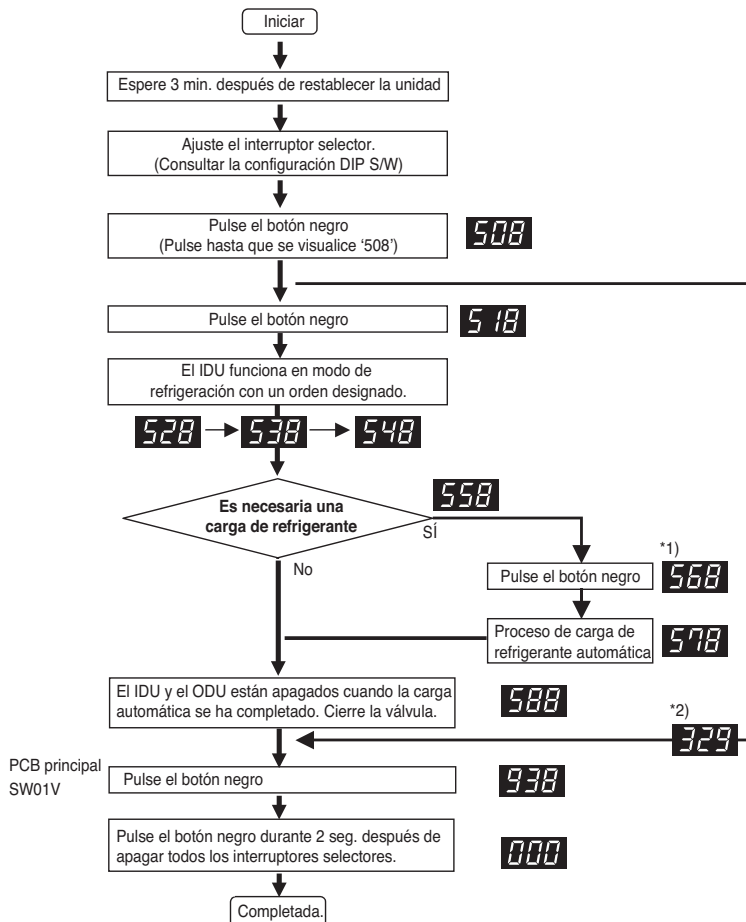 Iniciar
Espere 3 min. después de restablecer la unidad
Ajuste el interruptor selector.
(Consultar la configuración DIP S/W)
Pulse el botón negro
(Pulse hasta que se visualice ‘508’)
508
Pulse el botón negro
518
El IDU funciona en modo de
refrigeración con un orden designado.
528
538
548
558
Es necesaria una
carga de refrigerante
SÍ
No
*1)
Pulse el botón negro
568
Proceso de carga de
refrigerante automática
578
El IDU y el ODU están apagados cuando la carga
automática se ha completado. Cierre la válvula.
588
*2)
329
PCB principal
SW01V
Pulse el botón negro
938
Pulse el botón negro durante 2 seg. después de
apagar todos los interruptores selectores.
000
Completada.